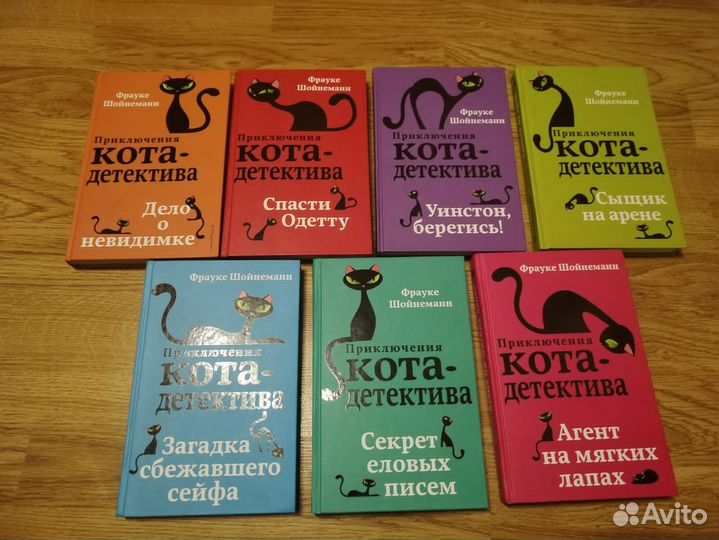 Фрауке
Шойнеманн
Приключения
кота-
детектива
Дело
о
невидимке
Фрауке
Шойнеманн
Приключения
кота-
детектива
Спасти
Одетту
Фрауке
Шойнеманн
Приключения
кота-
детектива
Уинстон,
берегись!
Фрауке
Шойнеманн
Приключения
кота-
детектива
Сыщик
на арене
Фрауке Шойнеманн
Приключения
кота-
детектива
Загадка
сбежавшего
сейфа
Фрауке
Шойнеманн
Приключения
кота-
детектива
Секрет
еловых
писем
Фрауке Шойнеманн
Приключения
кота-
детектива
Агент
на мягких
лапах
Avito